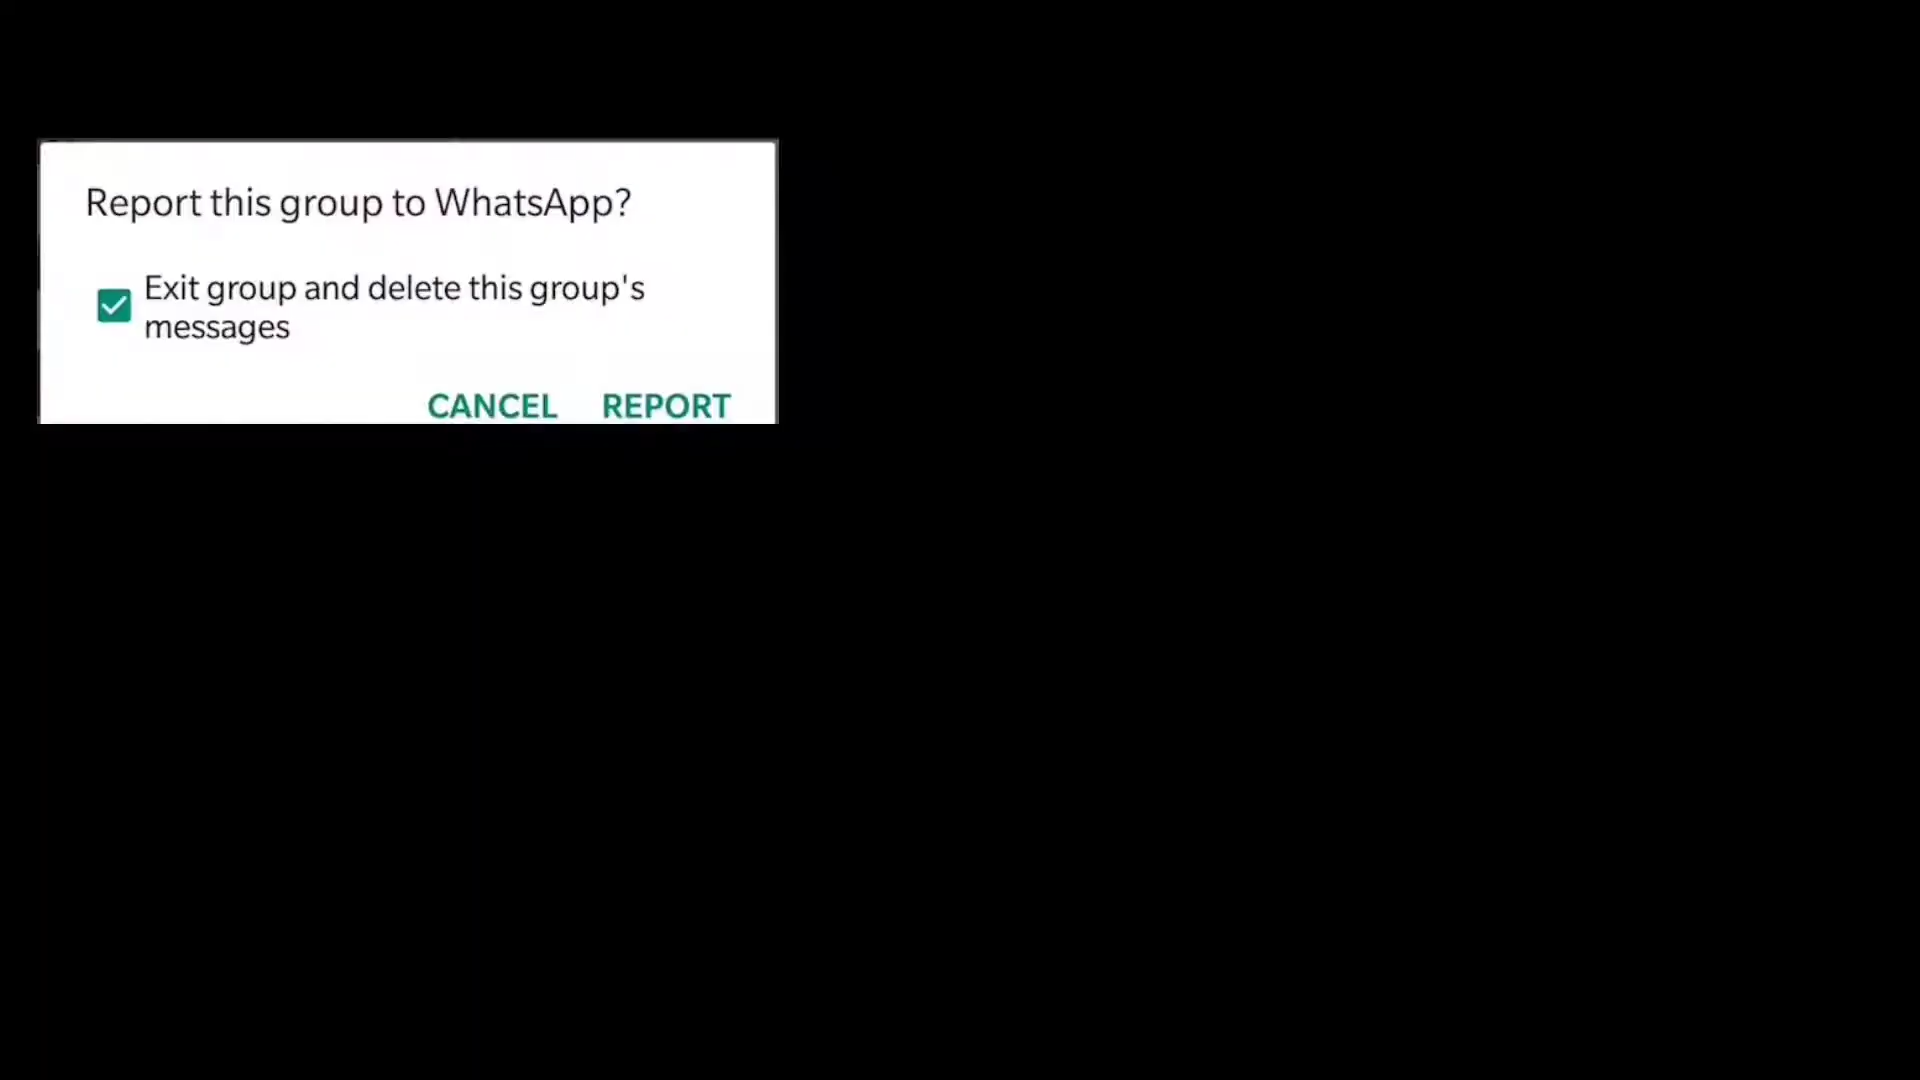 Report this group to WhatsApp?
Exit group and delete this group's
messages
CANCEL REPORT